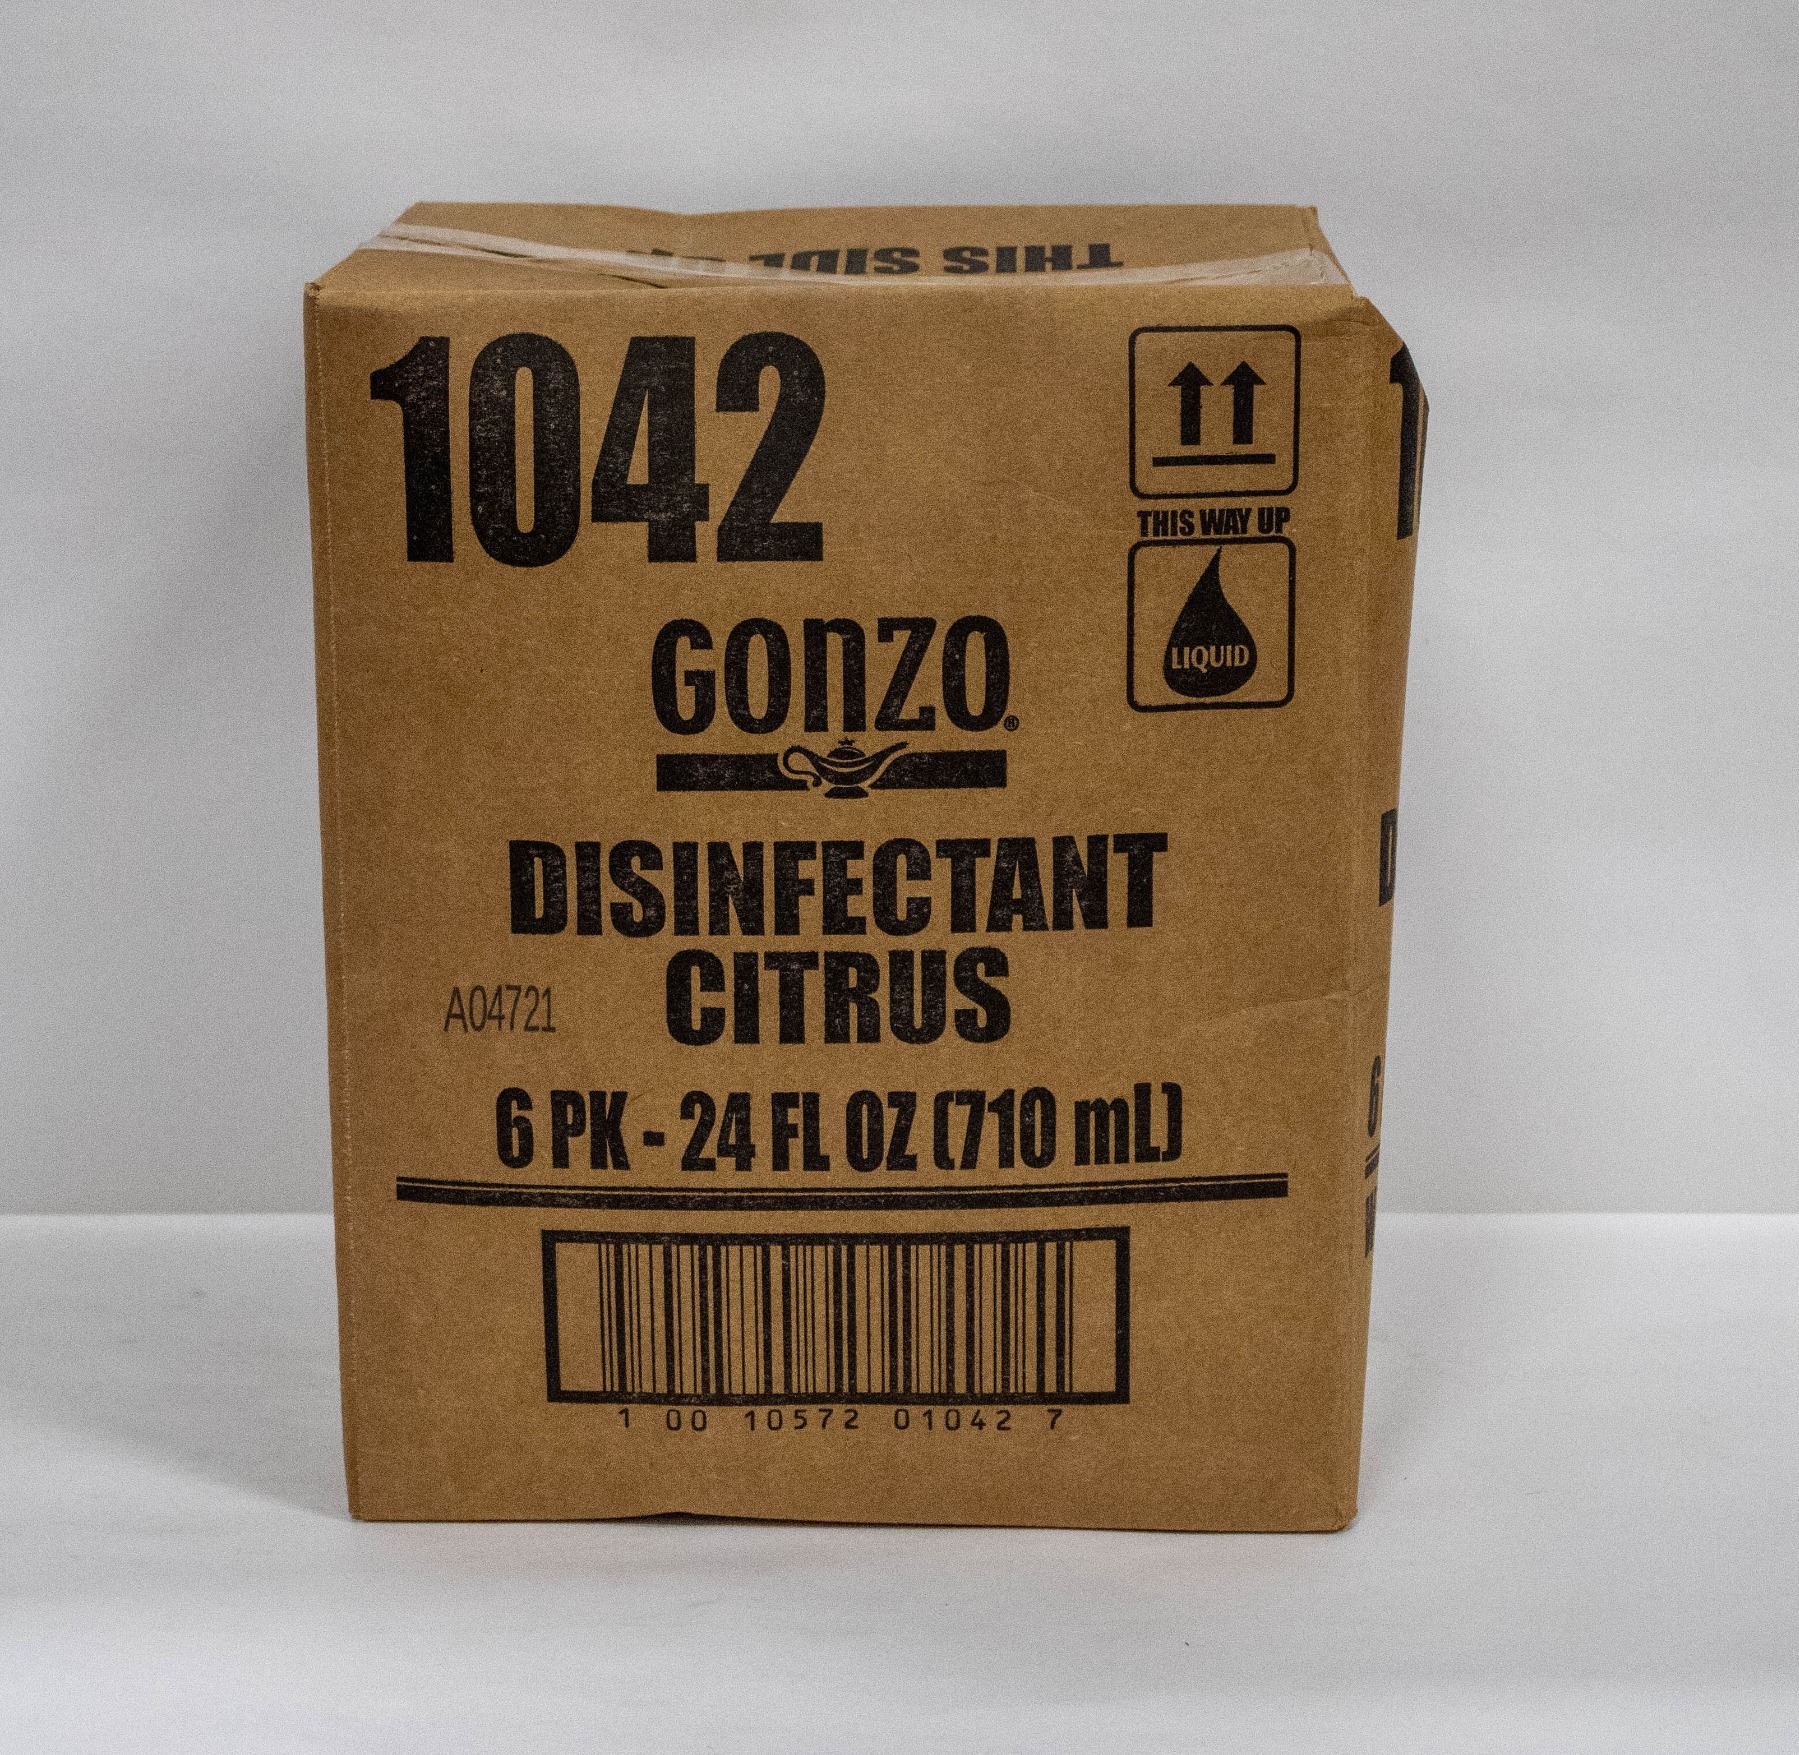 THIS SIDE
1042
THIS WAY UP
GONZO®
LIQUID
DISINFECTANT
CITRUS
A04721
6 PK - 24 FL OZ (710 mL)
1 00 10572 01042 7